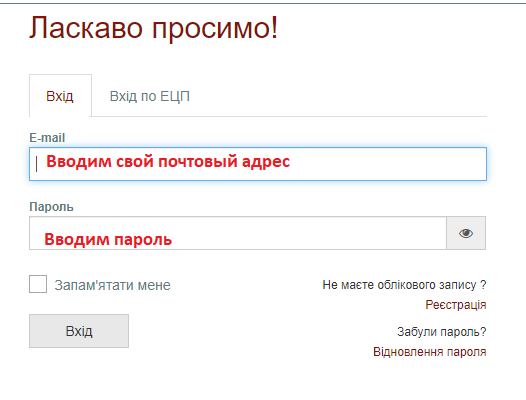 Ласкаво просимо!
Вхід
Вхід по ЕЦП
E-mail
Вводим свой почтовый адрес
Пароль
Вводим пароль
Запам'ятати мене
Не маєте облікового запису ?
Реєстрація
Вхід
Забули пароль?
Відновлення пароля